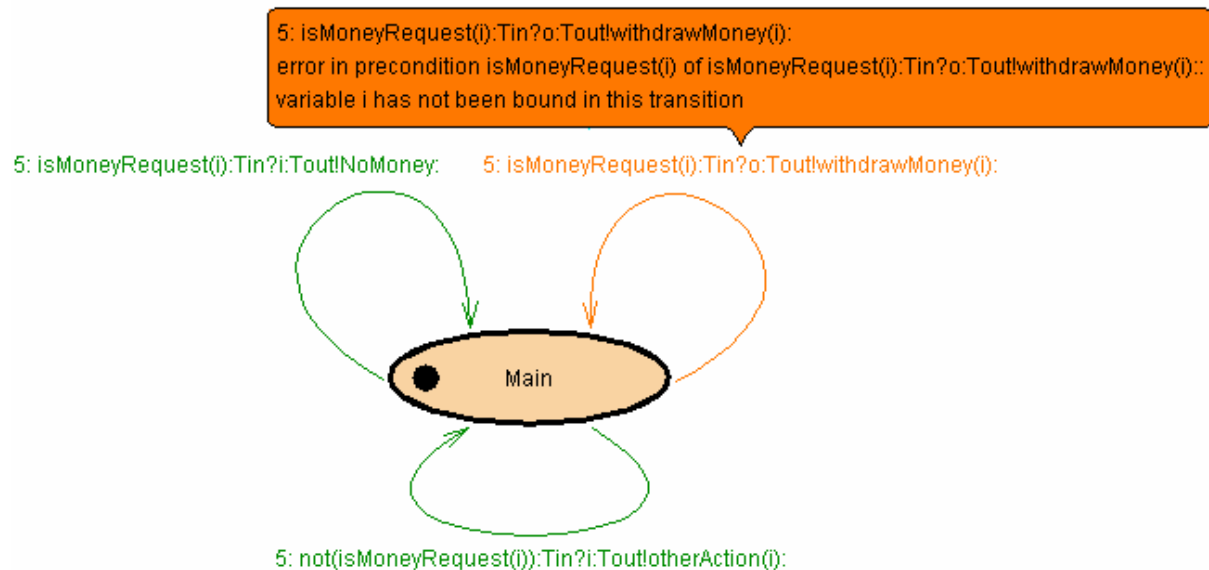 5: isMoneyRequest(i):Tin?o:Tout!withdrawMoney(i):
error in precondition isMoneyRequest(i) of isMoneyRequest(i):Tin?o:Tout!withdrawMoney(i)::
variable i has not been bound in this transition
5: isMoneyRequest(i):Tin?i:Tout!NoMoney:
5: isMoneyRequest(i):Tin?o:Tout!withdrawMoney(i):
Main
5: not(isMoneyRequest(i)):Tin?i:Tout!otherAction(i):